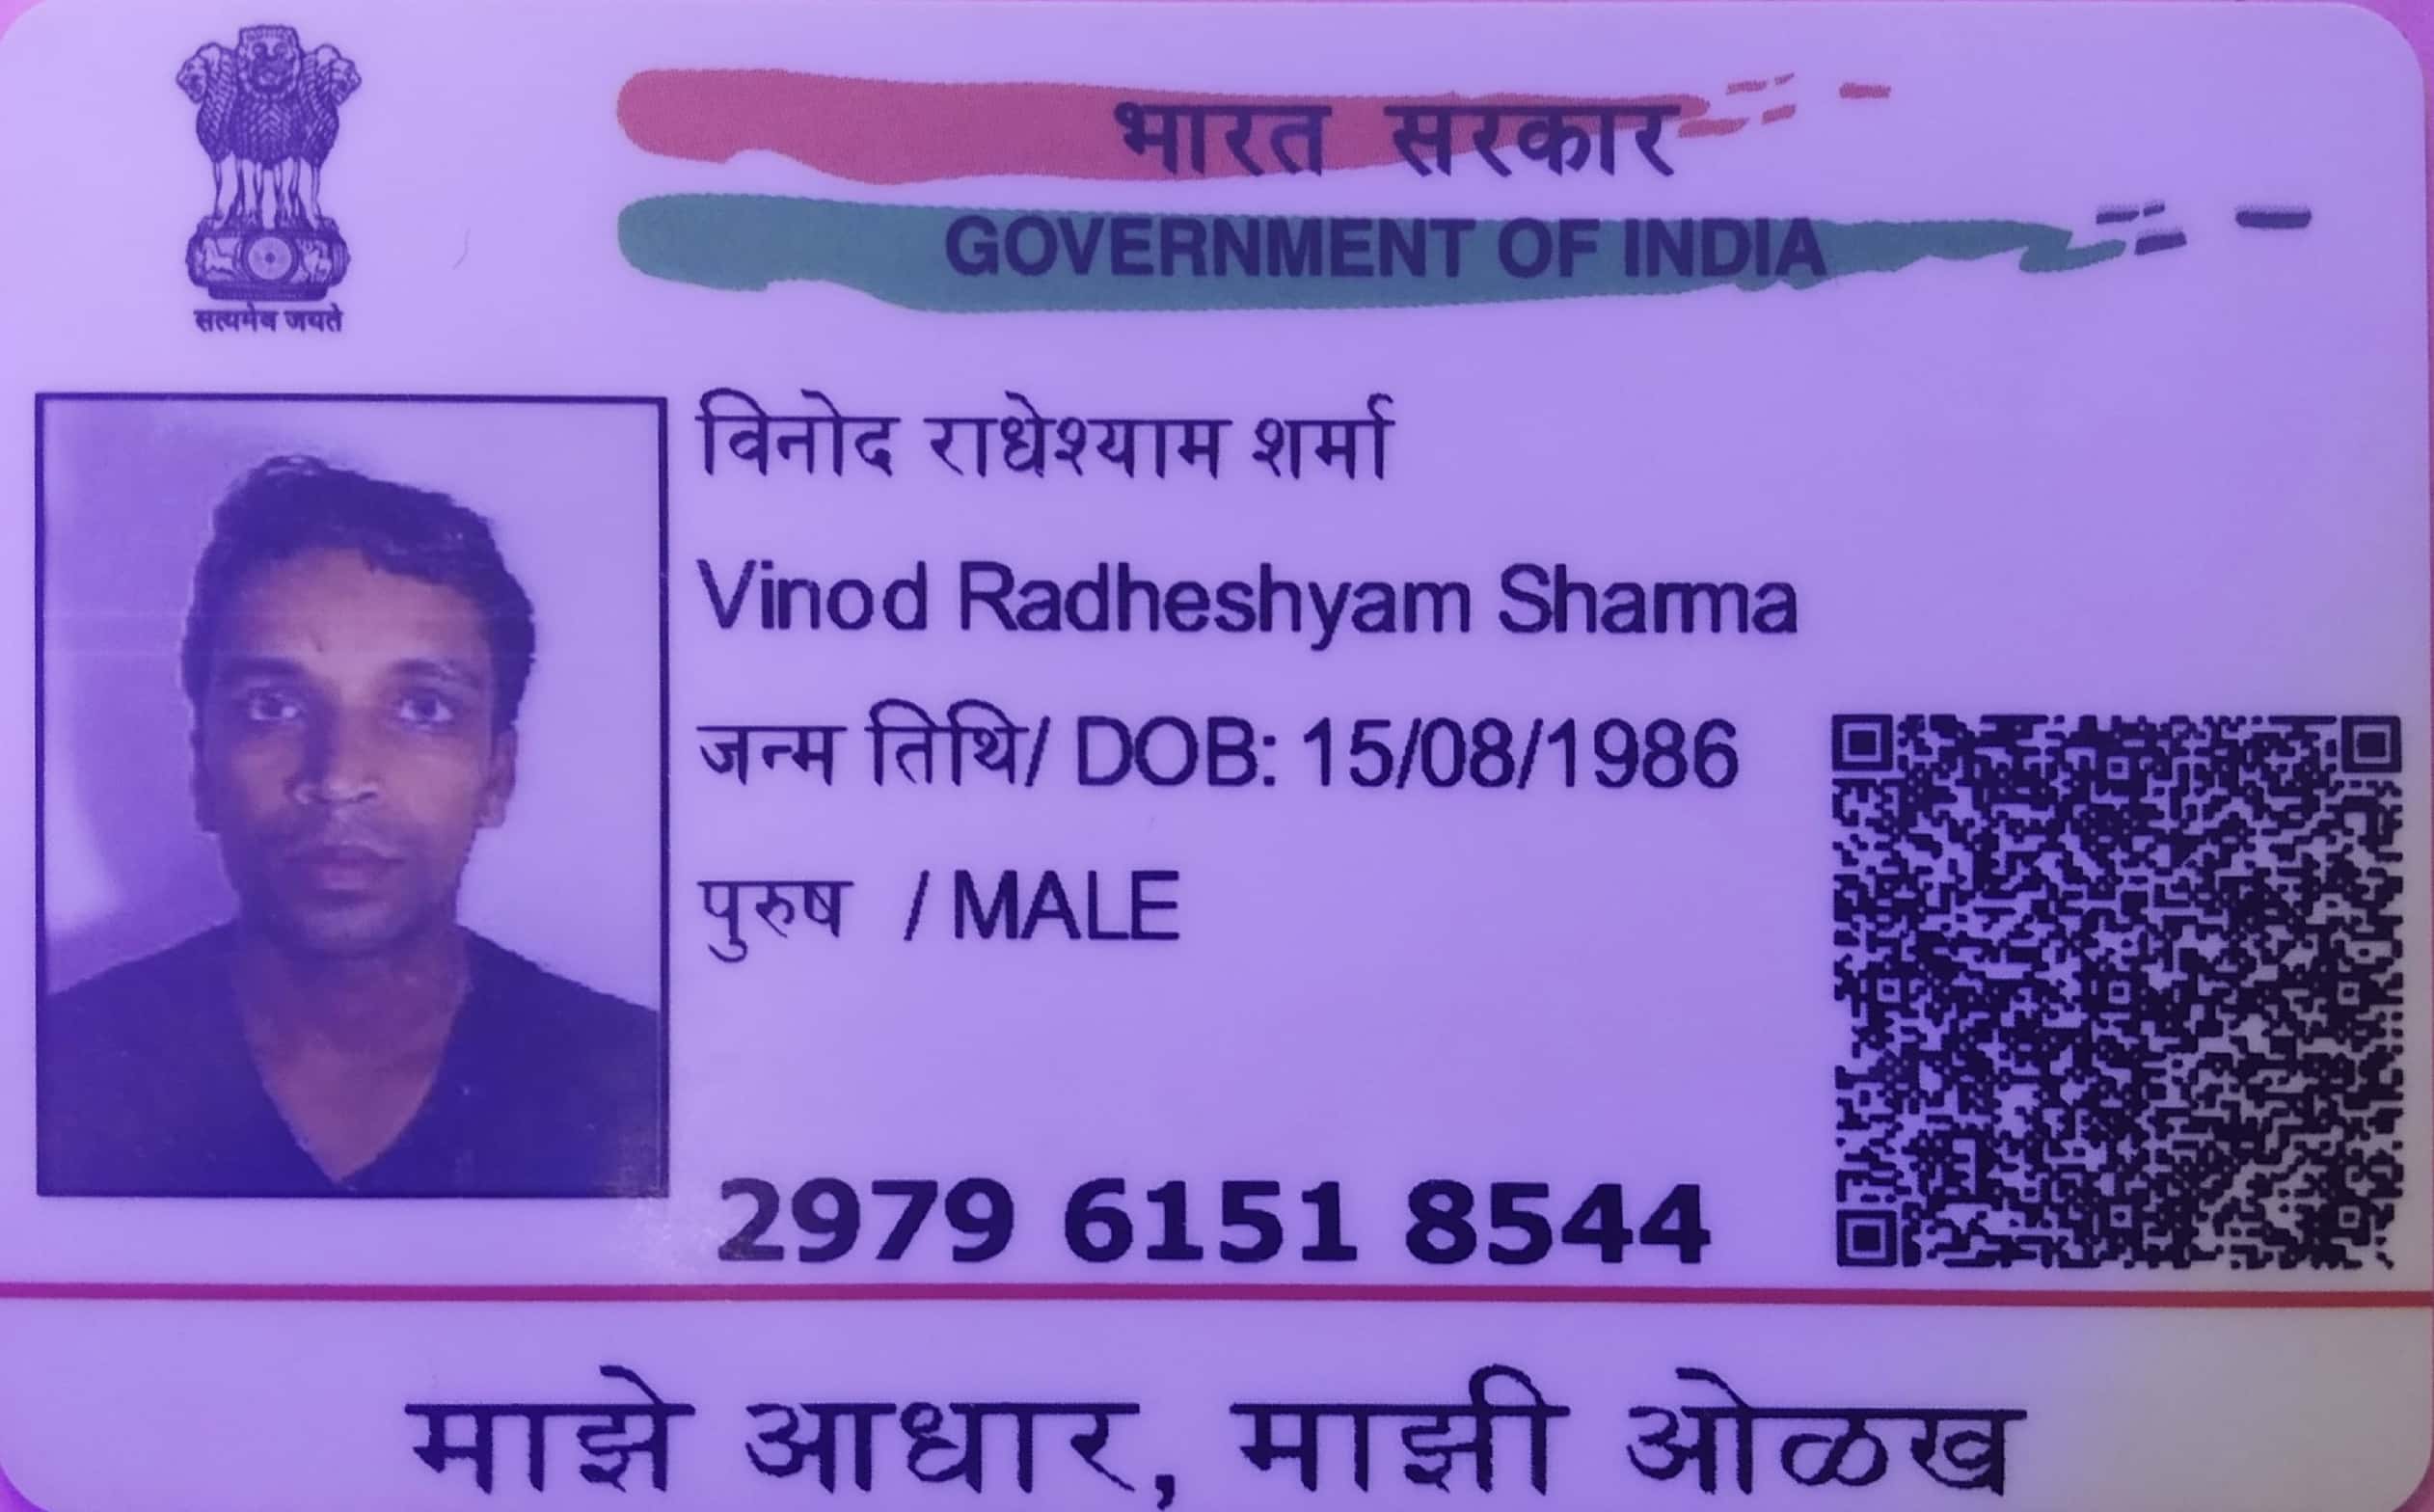 सत्यमेव जयते
भारत सरकार
GOVERNMENT OF INDIA
विनोद राधेश्याम शर्मा
Vinod Radheshyam Sharma
जन्म तिथि/ DOB: 15/08/1986
पुरुष / MALE
2979 6151 8544
माझे आधार, माझी ओळख